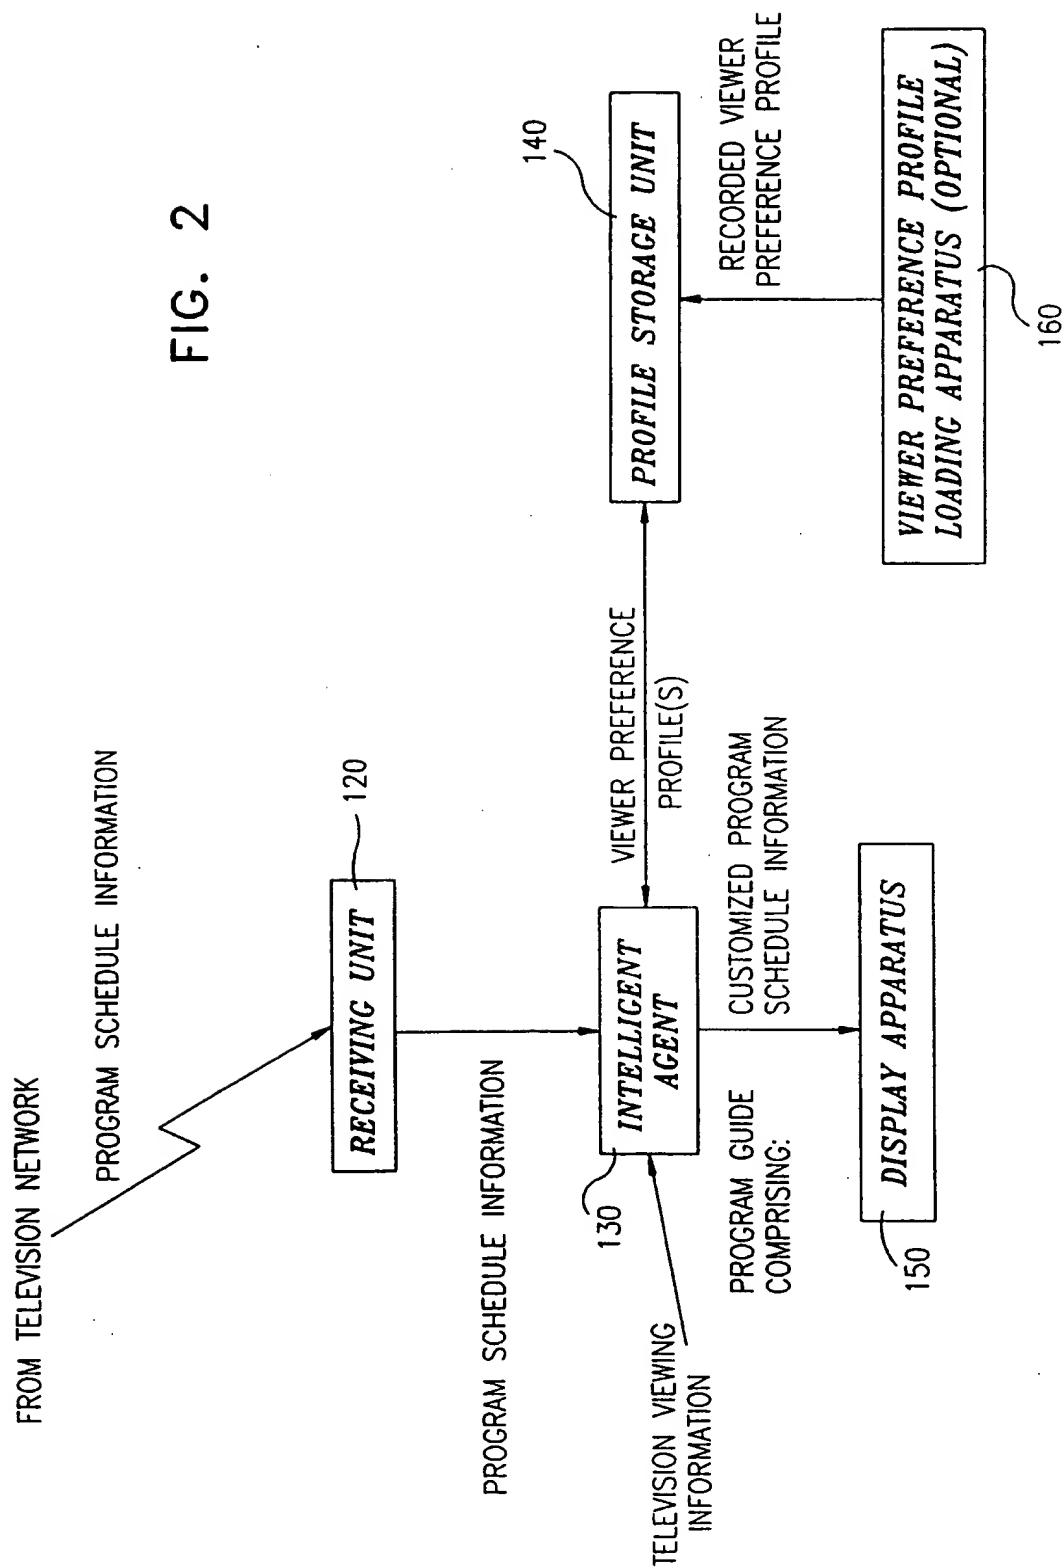 FIG. 2
FROM TELEVISION NETWORK
PROGRAM SCHEDULE INFORMATION
120
RECEIVING UNIT
PROGRAM SCHEDULE INFORMATION
140
130
INTELLIGENT
AGENT
VIEWER PREFERENCE
PROFILE(S)
PROFILE STORAGE UNIT
TELEVISION VIEWING
INFORMATION
PROGRAM GUIDE
COMPRISING:
CUSTOMIZED PROGRAM
SCHEDULE INFORMATION
RECORDED VIEWER
PREFERENCE PROFILE
150
DISPLAY APPARATUS
VIEWER PREFERENCE PROFILE
LOADING APPARATUS (OPTIONAL)
160